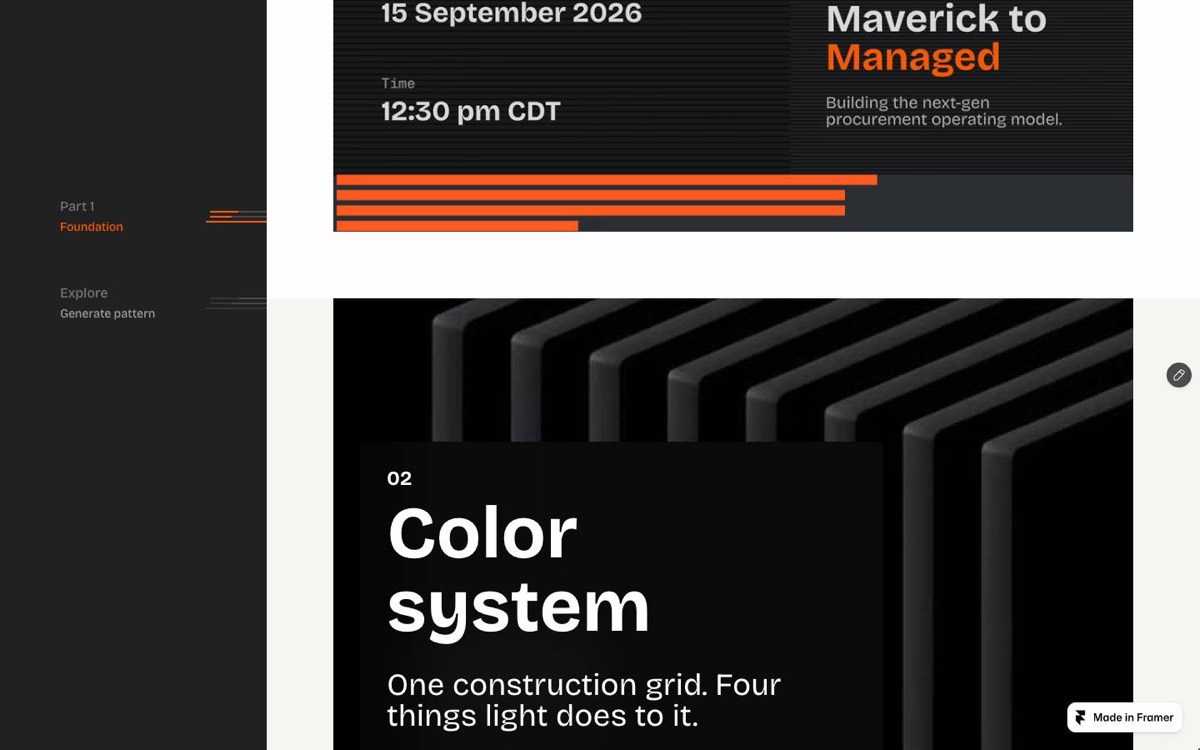 Part 1
Foundation
Explore
Generate pattern
15 September 2026
Time
12:30 pm CDT
Maverick to
Managed
Building the next-gen
procurement operating model.
02
Color
system
One construction grid. Four
things light does to it.
Made in Framer